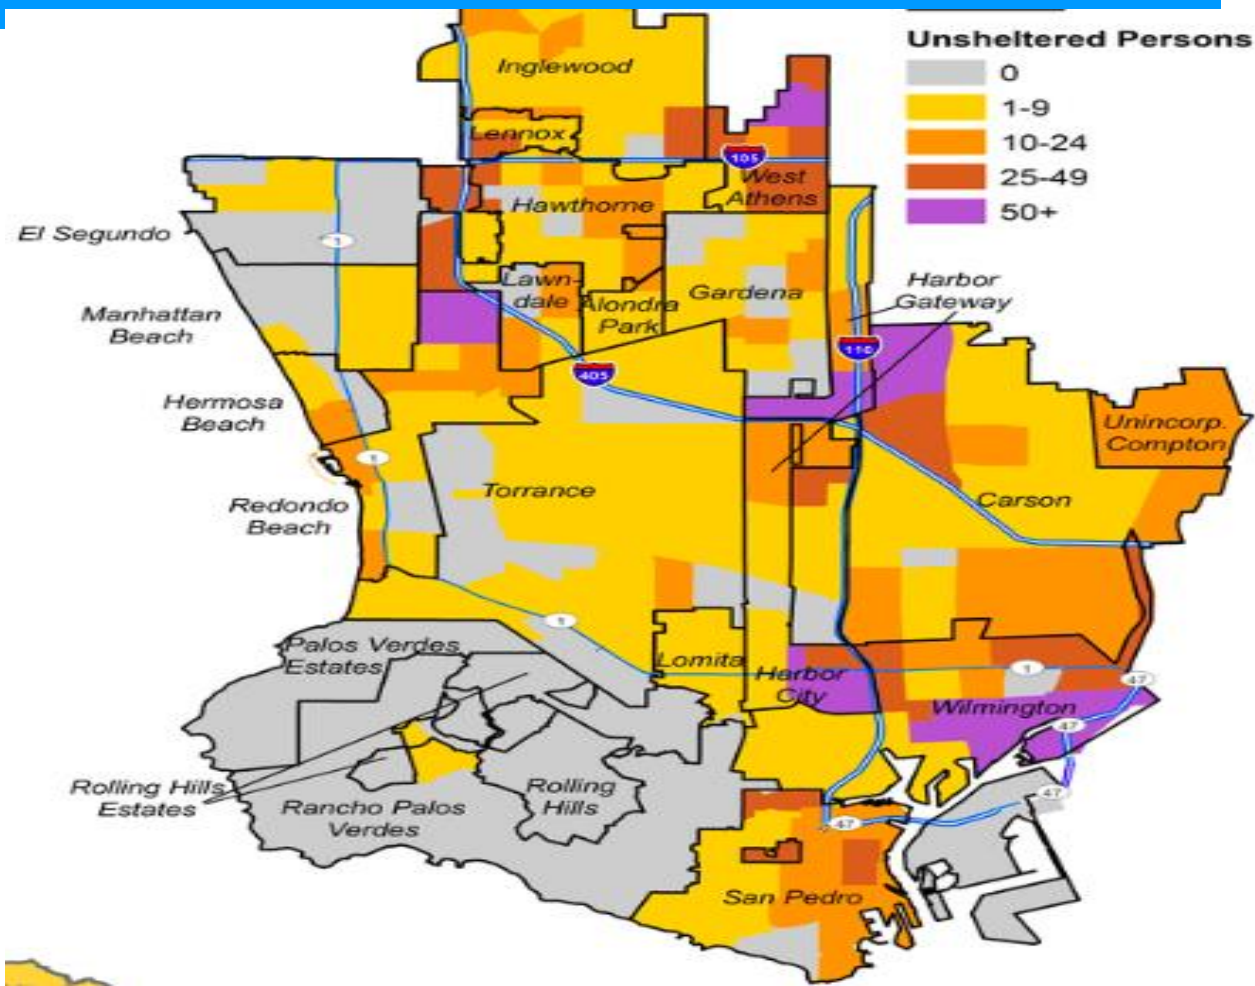 Unsheltered Persons
0
1-9
10-24
25-49
50+
Inglewood
Lennox
105
West
Athens
Hawthorne
El Segundo
1
Lawn-
dale
Alondra
Park
Gardena
Harbor
Gateway
Manhattan
Beach
110
405
Hermosa
Beach
Unincorp.
Compton
1
Torrance
Carson
Redondo
Beach
1
Palos Verdes
Estates
Lomita
Harbor
City
1
47
Wilmington
47
Rolling Hills
Estates
Rancho Palos
Verdes
Rolling
Hills
47
47
San Pedro